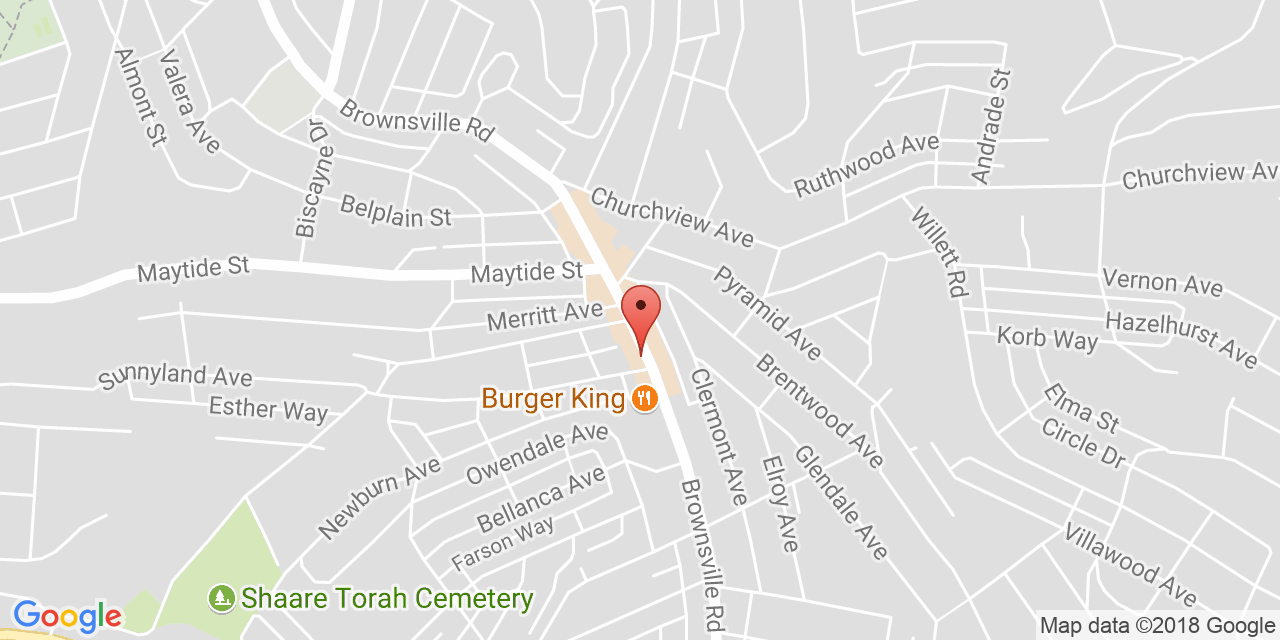 Almont St
Valera Ave
Biscayne Dr
Brownsville Rd
Belplain St
Churchview Ave
Ruthwood Ave
Andrade St
Churchview Av
Willett Rd
Maytide St
Maytide St
Merritt Ave
Pyramid Ave
Vernon Ave
Hazelhurst Ave
Korb Way
Sunnyland Ave
Esther Way
Burger King
Clermont Ave
Brentwood Ave
Elma St
Circle Dr
Newburn Ave
Owendale Ave
Bellanca Ave
Farson Way
Brownsville Rd
Elroy Ave
Glendale Ave
Villawood Ave
Shaare Torah Cemetery
Google
Map data ©2018 Google